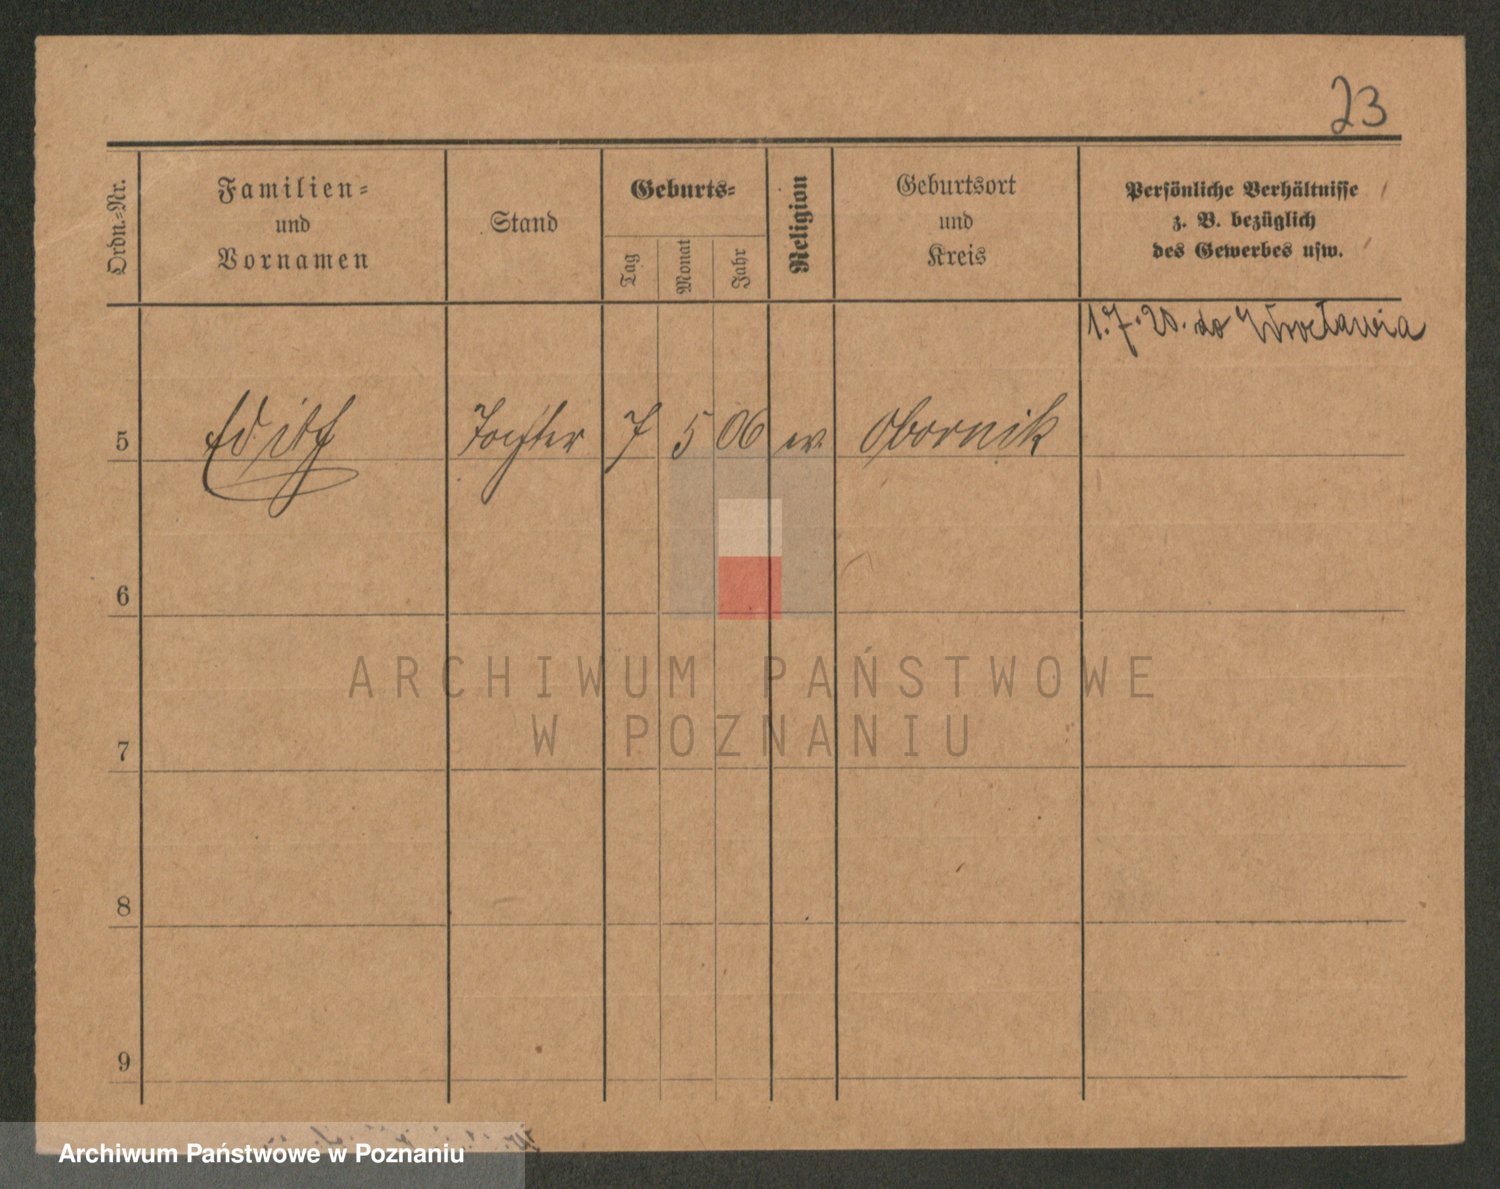 23
Ordn.-Nr.
Familien-
und
Vornamen
Stand
Geburts-
Tag
Monat
Jahr
Religion
Geburtsort
und
Kreis
Persönliche Verhältnisse
z. B. bezüglich
des Gewerbes usw.
1.7.20. do Wrocławia
5 Edith Tochter 7 5 06 ev. Obornik
6
ARCHIWUM PAŃSTWOWE
W POZNANIU
7
8
9
Archiwum Państwowe w Poznaniu